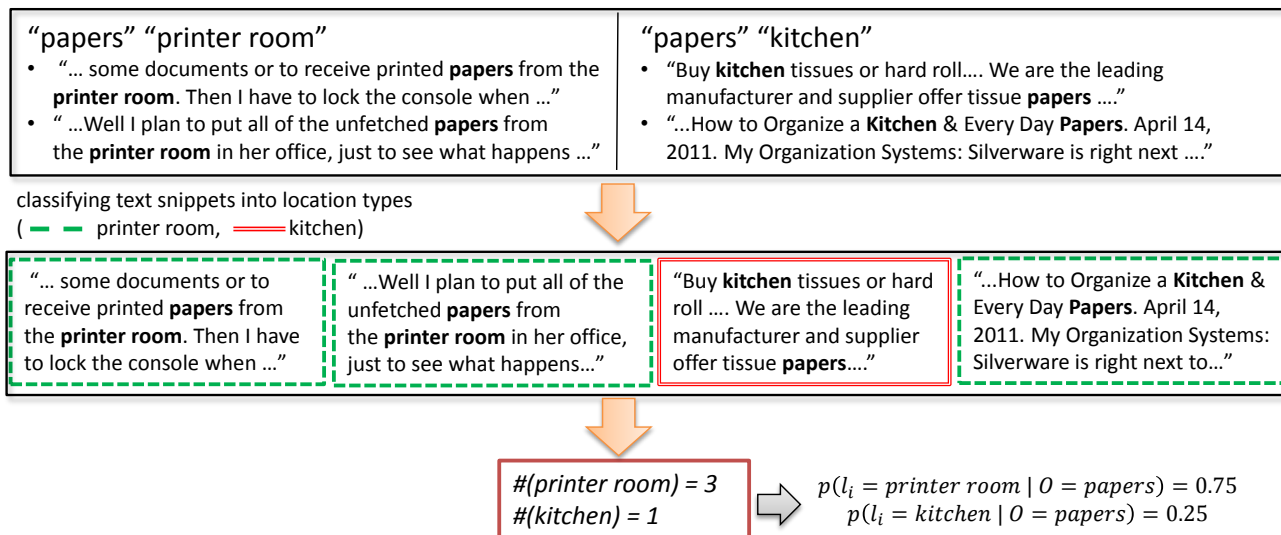 “papers” “printer room”
• “… some documents or to receive printed papers from the
printer room. Then I have to lock the console when …”
• “ …Well I plan to put all of the unfetched papers from
the printer room in her office, just to see what happens …”
“papers” “kitchen”
• “Buy kitchen tissues or hard roll…. We are the leading
manufacturer and supplier offer tissue papers ….”
• “...How to Organize a Kitchen & Every Day Papers. April 14,
2011. My Organization Systems: Silverware is right next ….”
classifying text snippets into location types
( printer room, kitchen)
“… some documents or to
receive printed papers from
the printer room. Then I have
to lock the console when …”
“ …Well I plan to put all of the
unfetched papers from
the printer room in her office,
just to see what happens…”
“Buy kitchen tissues or hard
roll …. We are the leading
manufacturer and supplier
offer tissue papers….”
“...How to Organize a Kitchen &
Every Day Papers. April 14,
2011. My Organization Systems:
Silverware is right next to…”
#(printer room) = 3
#(kitchen) = 1
p(l_i = printer room | O = papers) = 0.75
p(l_i = kitchen | O = papers) = 0.25